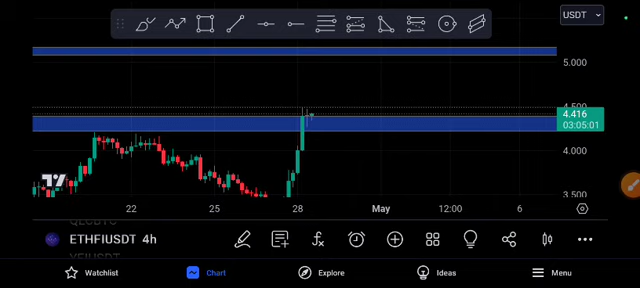 USDT
5.000
4.500
4.416
03:05:01
4.000
3.500
22
25
28
May
12:00
6
ETHFIUSDT 4h
Watchlist
Chart
Explore
Ideas
Menu